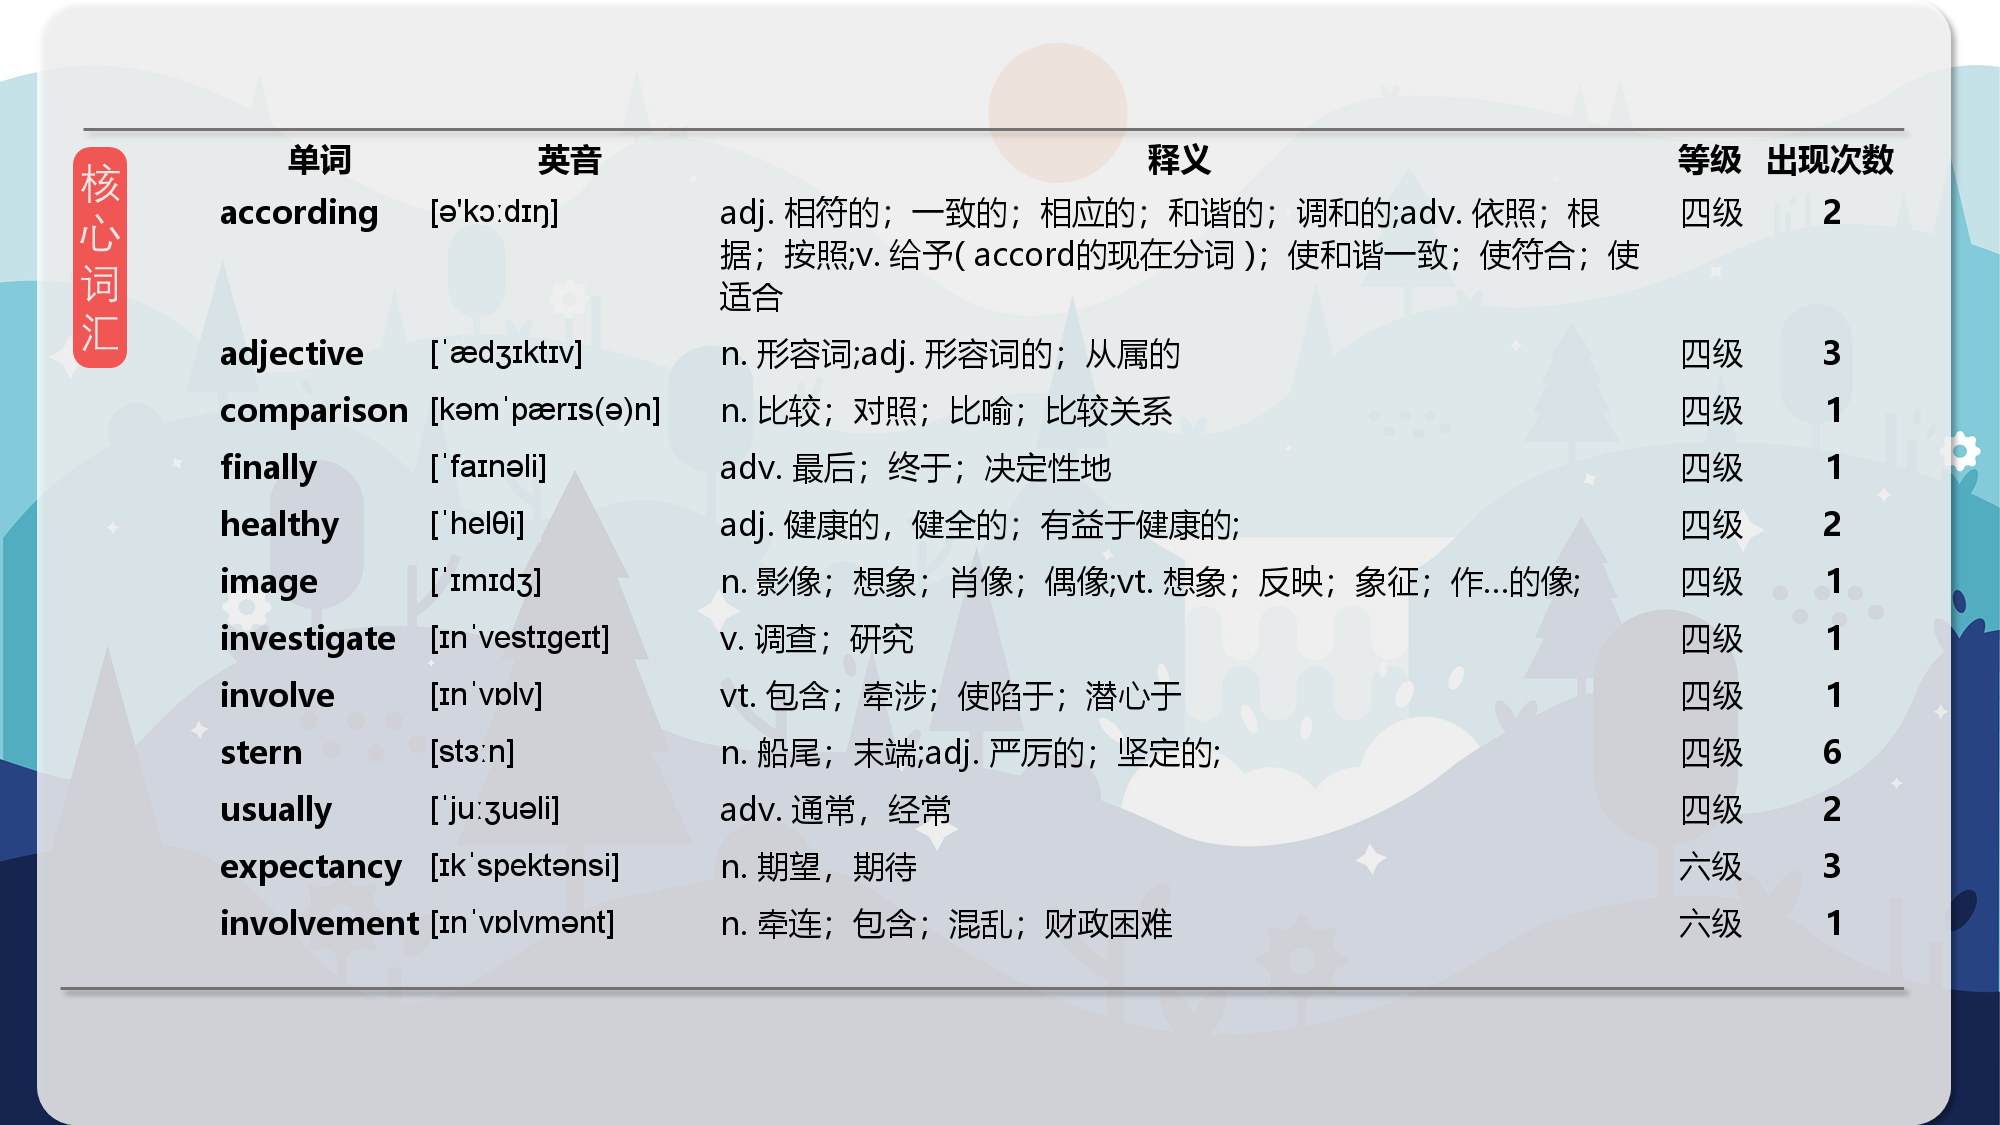 核心词汇
单词 英音 释义 等级 出现次数
according [ə'kɔːdɪŋ] adj. 相符的；一致的；相应的；和谐的；调和的;adv. 依照；根 四级 2
据；按照;v. 给予( accord的现在分词 )；使和谐一致；使符合；使
适合
adjective [ˈædʒɪktɪv] n. 形容词;adj. 形容词的；从属的 四级 3
comparison [kəmˈpærɪs(ə)n] n. 比较；对照；比喻；比较关系 四级 1
finally [ˈfaɪnəli] adv. 最后；终于；决定性地 四级 1
healthy [ˈhelθi] adj. 健康的，健全的；有益于健康的; 四级 2
image [ˈɪmɪdʒ] n. 影像；想象；肖像；偶像;vt. 想象；反映；象征；作…的像; 四级 1
investigate [ɪnˈvestɪgeɪt] v. 调查；研究 四级 1
involve [ɪnˈvɒlv] vt. 包含；牵涉；使陷于；潜心于 四级 1
stern [stɜːn] n. 船尾；末端;adj. 严厉的；坚定的; 四级 6
usually [ˈjuːʒuəli] adv. 通常，经常 四级 2
expectancy [ɪkˈspektənsi] n. 期望，期待 六级 3
involvement [ɪnˈvɒlvmənt] n. 牵连；包含；混乱；财政困难 六级 1